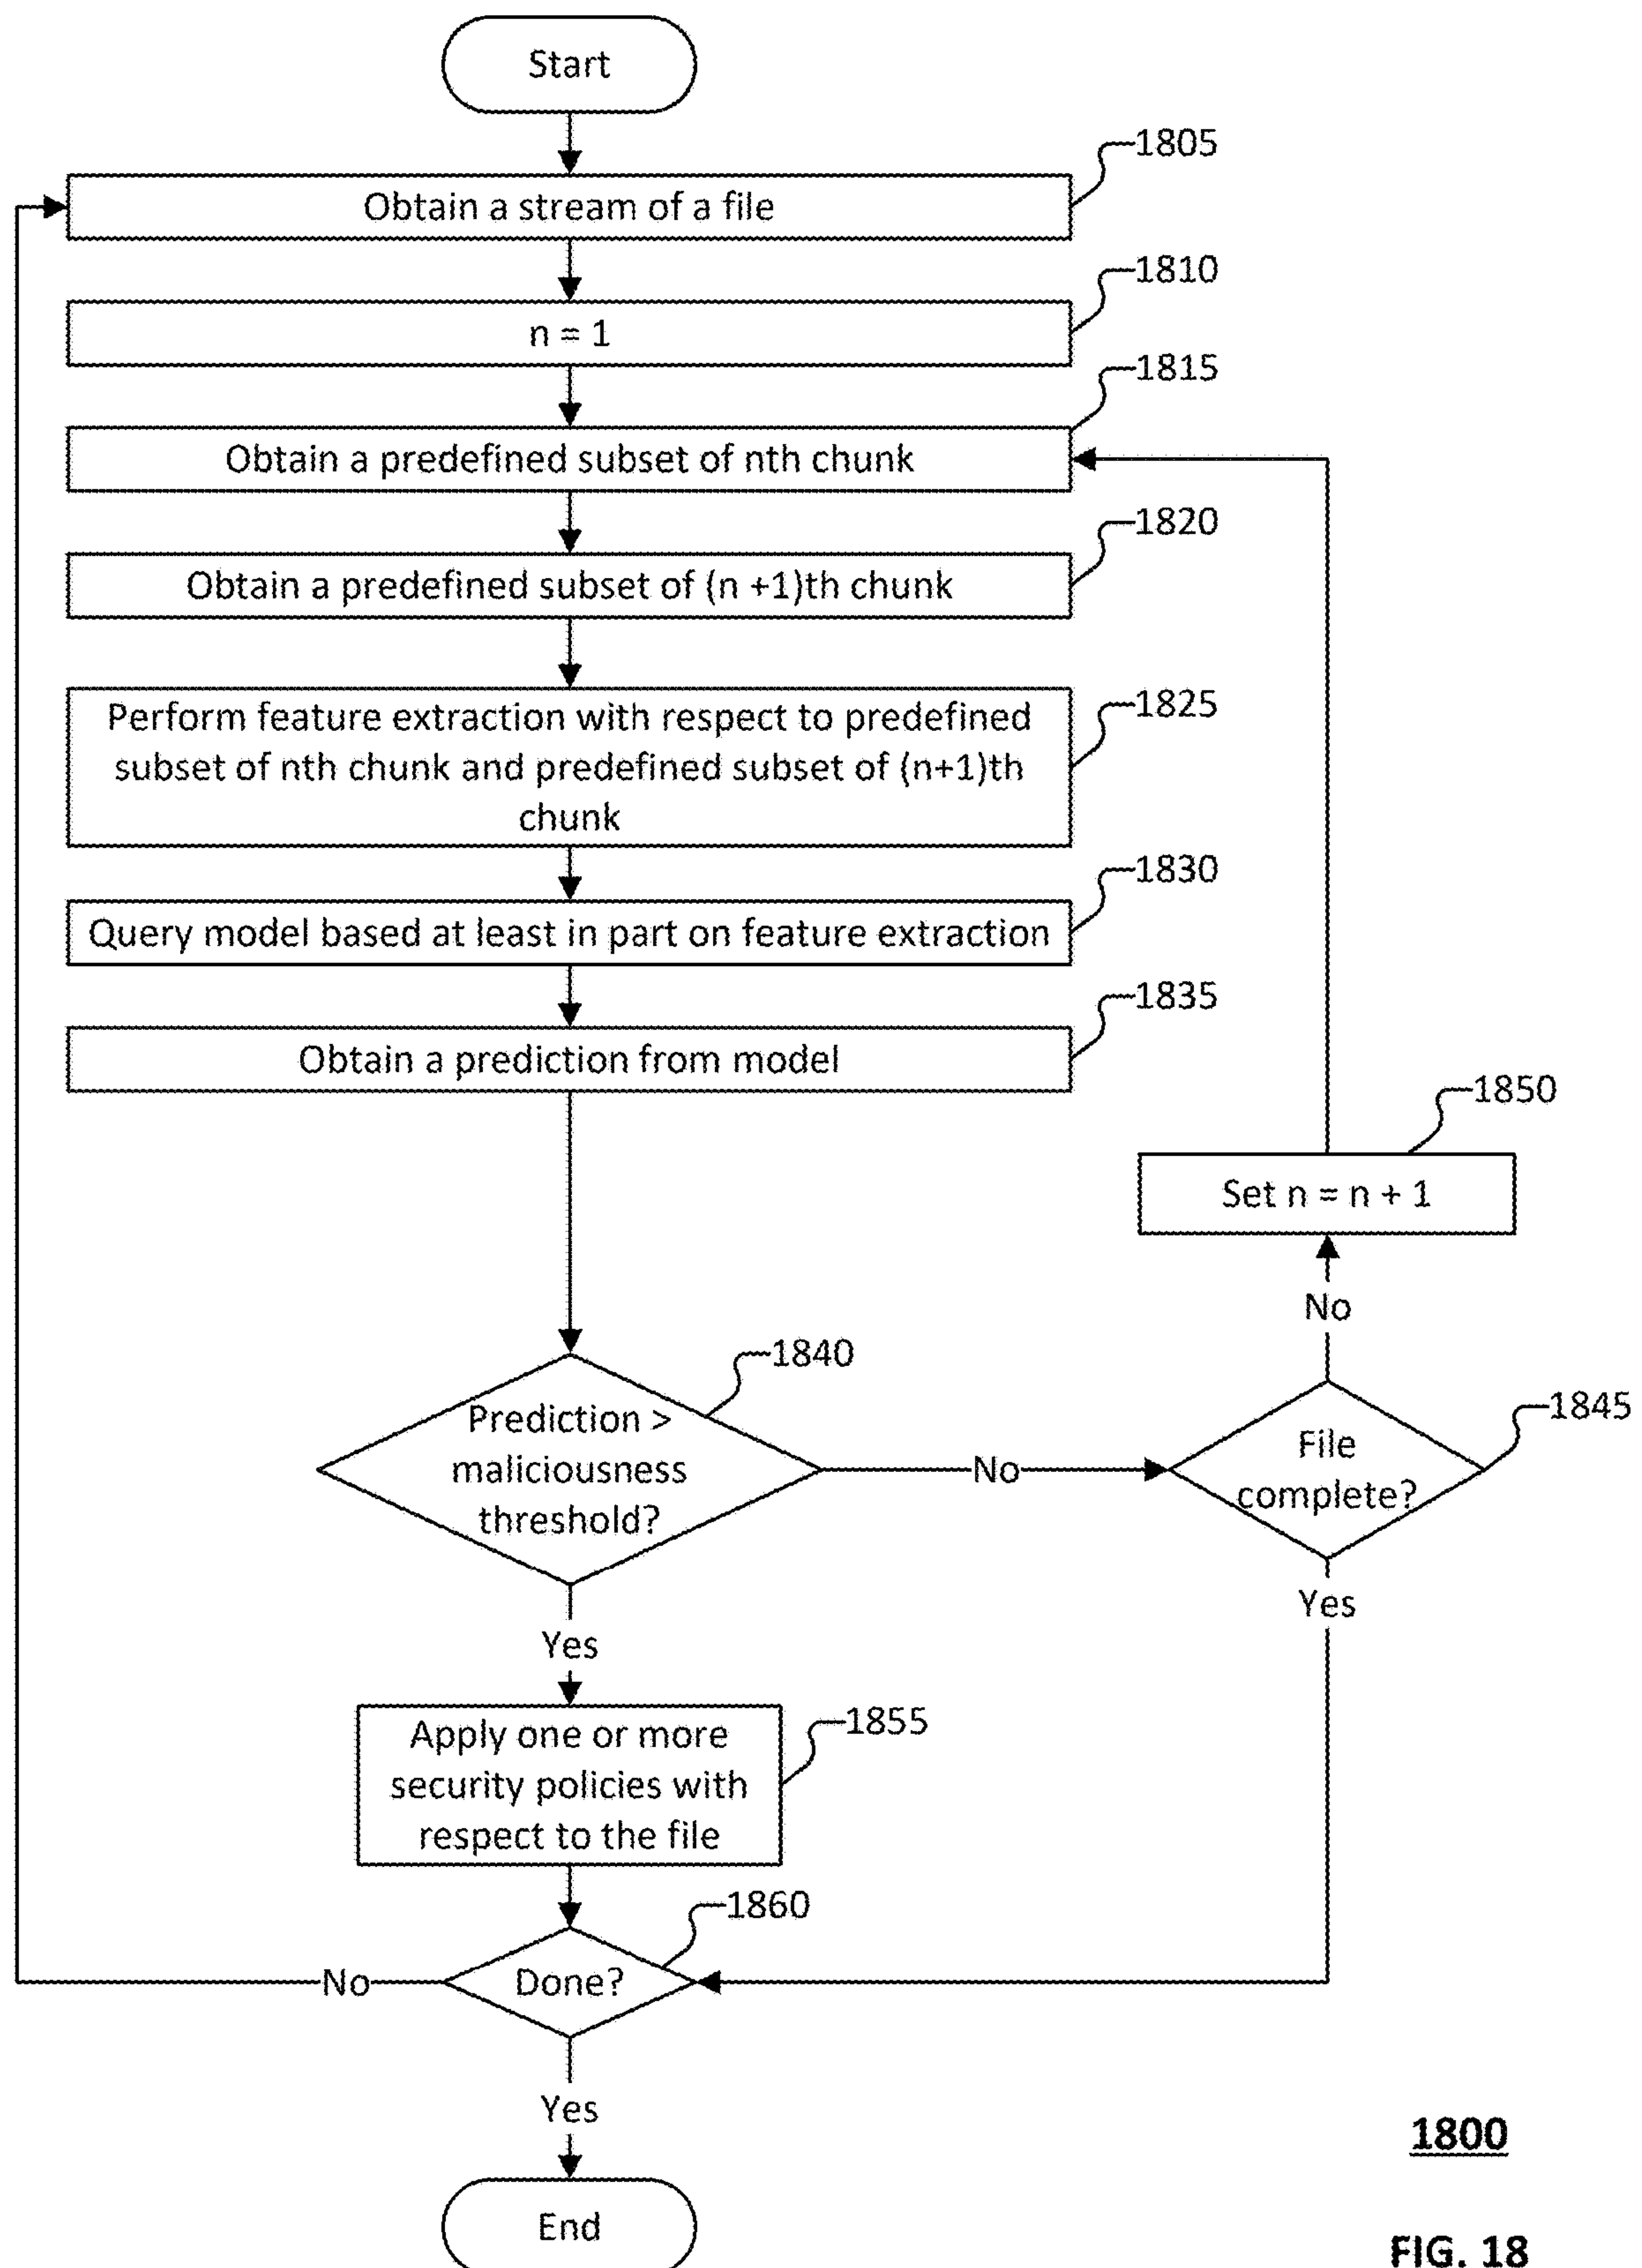 Start
1805
Obtain a stream of a file
1810
n = 1
1815
Obtain a predefined subset of nth chunk
1820
Obtain a predefined subset of (n +1)th chunk
1825
Perform feature extraction with respect to predefined
subset of nth chunk and predefined subset of (n+1)th
chunk
1830
Query model based at least in part on feature extraction
1835
Obtain a prediction from model
1850
Set n = n + 1
No
1840
1845
Prediction >
maliciousness
threshold?
No
File
complete?
Yes
Yes
1855
Apply one or more
security policies with
respect to the file
1860
Done?
No
Yes
End
1800
FIG. 18